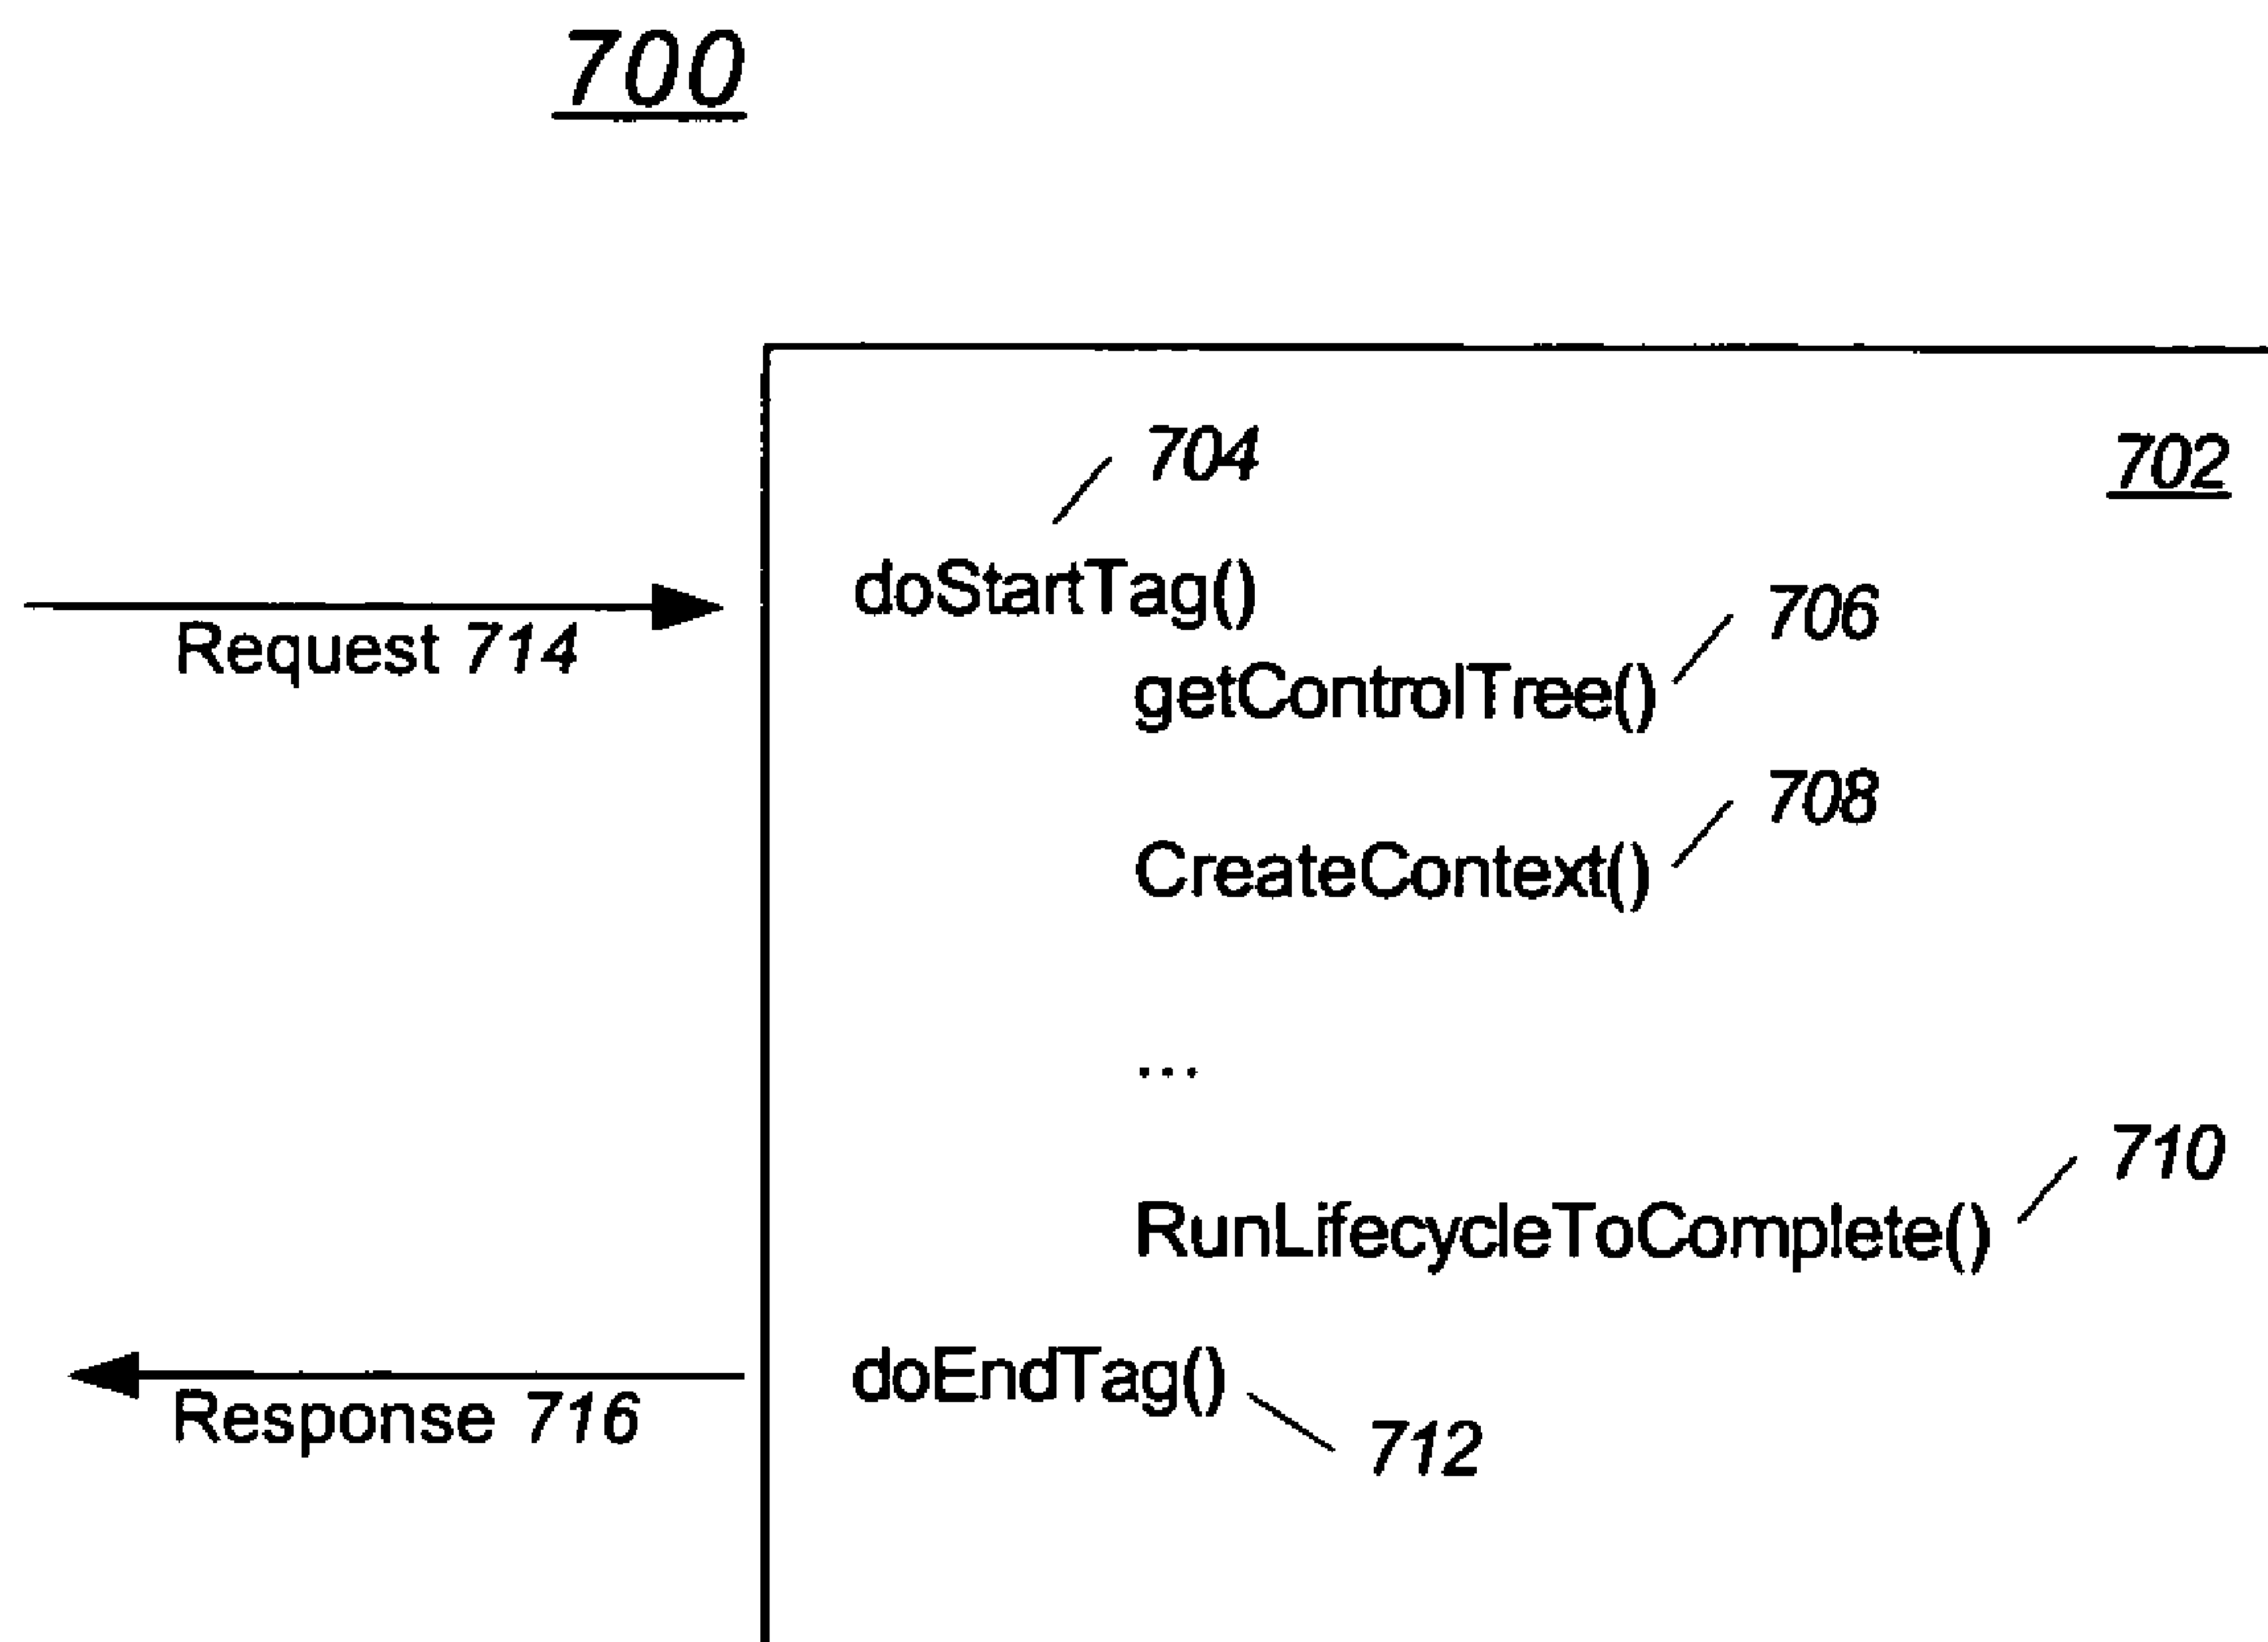 700
704
702
doStartTag()
706
Request 714
getControlTree()
708
CreateContext()
...
710
RunLifecycleToComplete()
doEndTag()
Response 716
712